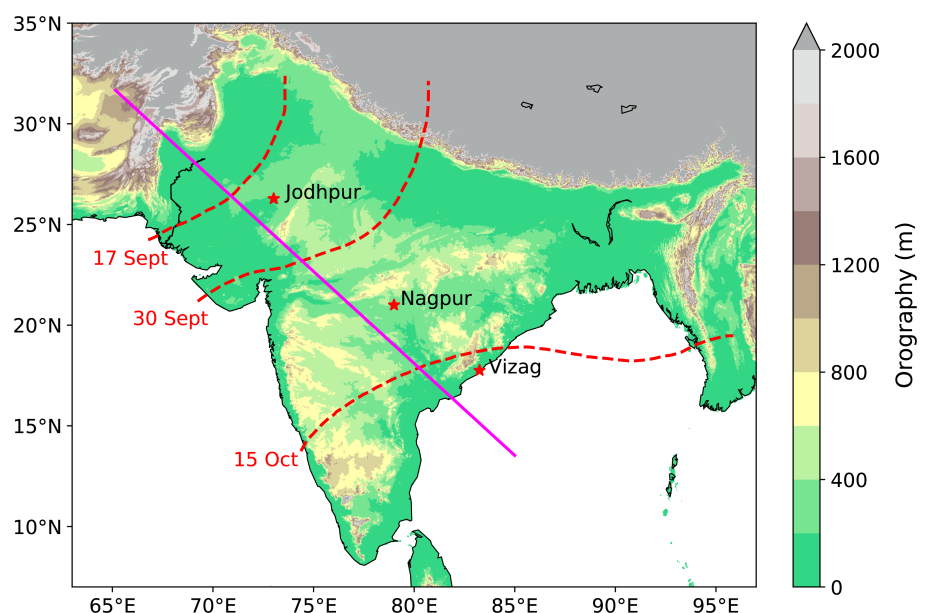 35°N
30°N
25°N
20°N
15°N
10°N
65°E
70°E
75°E
80°E
85°E
90°E
95°E
Jodhpur
17 Sept
Nagpur
30 Sept
Vizag
15 Oct
2000
1600
1200
800
400
0
Orography (m)